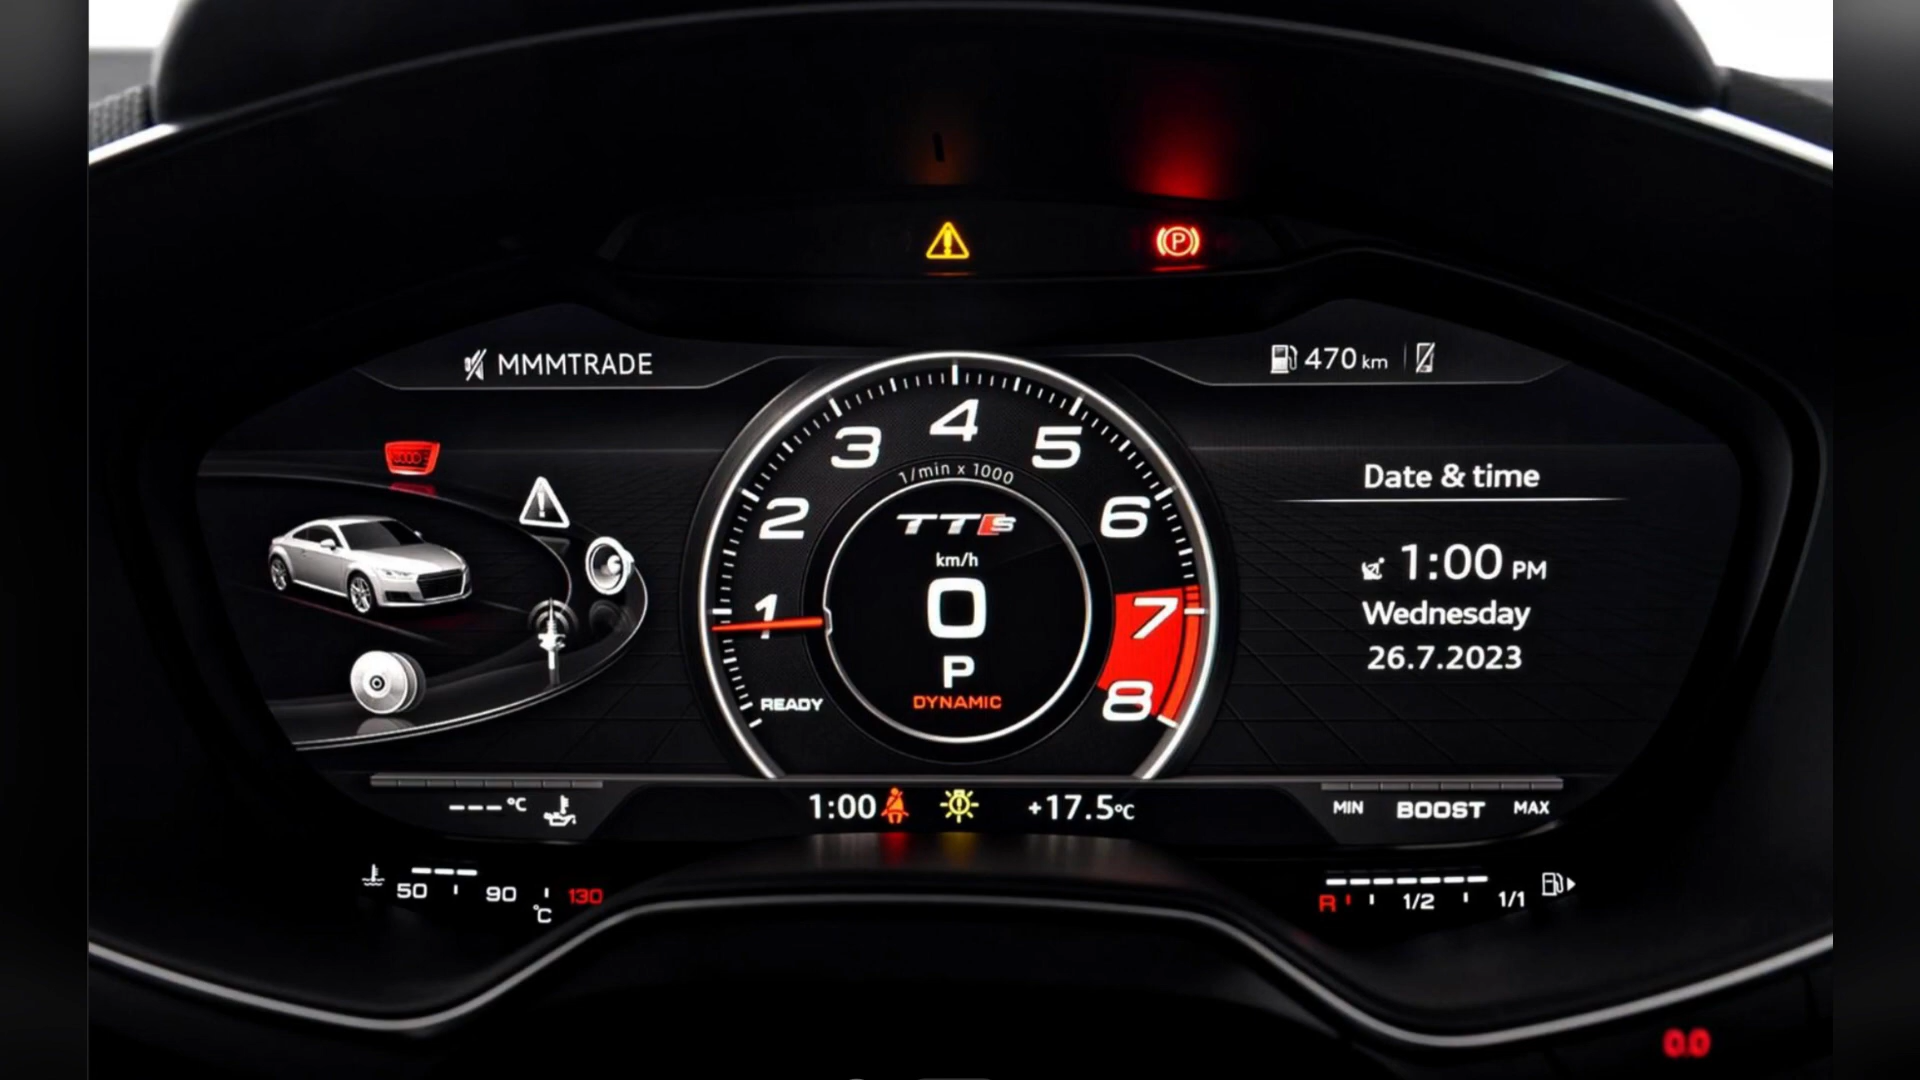 MMMTRADE
470 km
Date & time
1:00 PM
Wednesday
26.7.2023
1 2 3 4 5 6 7 8
1/min x 1000
TTS
km/h
0
P
DYNAMIC
READY
---°C
1:00
+17.5°C
MIN BOOST MAX
50 90 130
°C
R 1/2 1/1
0.0